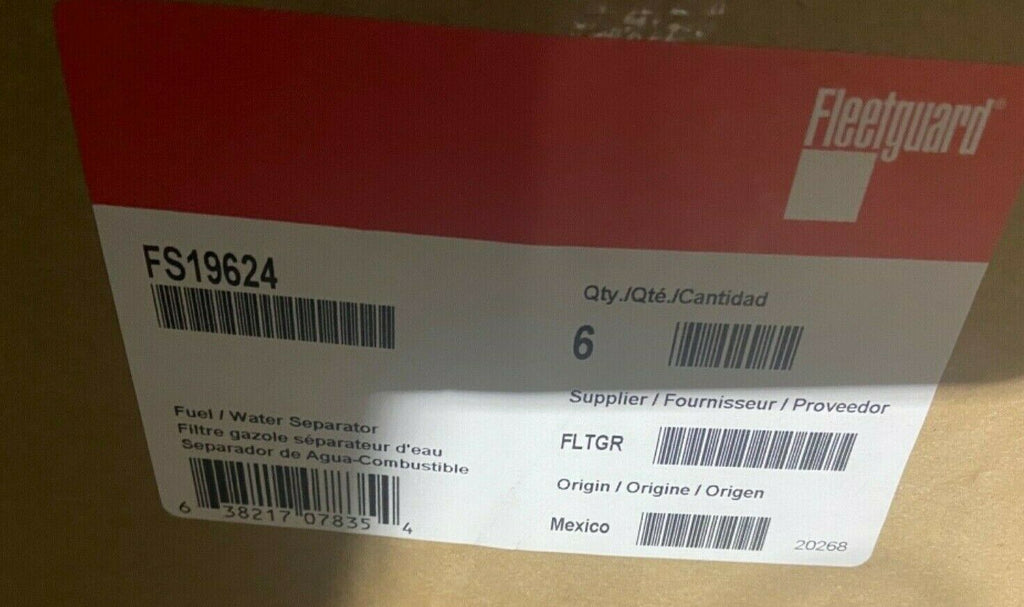 Fleetguard®
FS19624
Qty./Qté./Cantidad
6
Fuel / Water Separator
Filtre gazole séparateur d'eau
Separador de Agua-Combustible
6 38217 07835 4
Supplier / Fournisseur / Proveedor
FLTGR
Origin / Origine / Origen
Mexico
20268